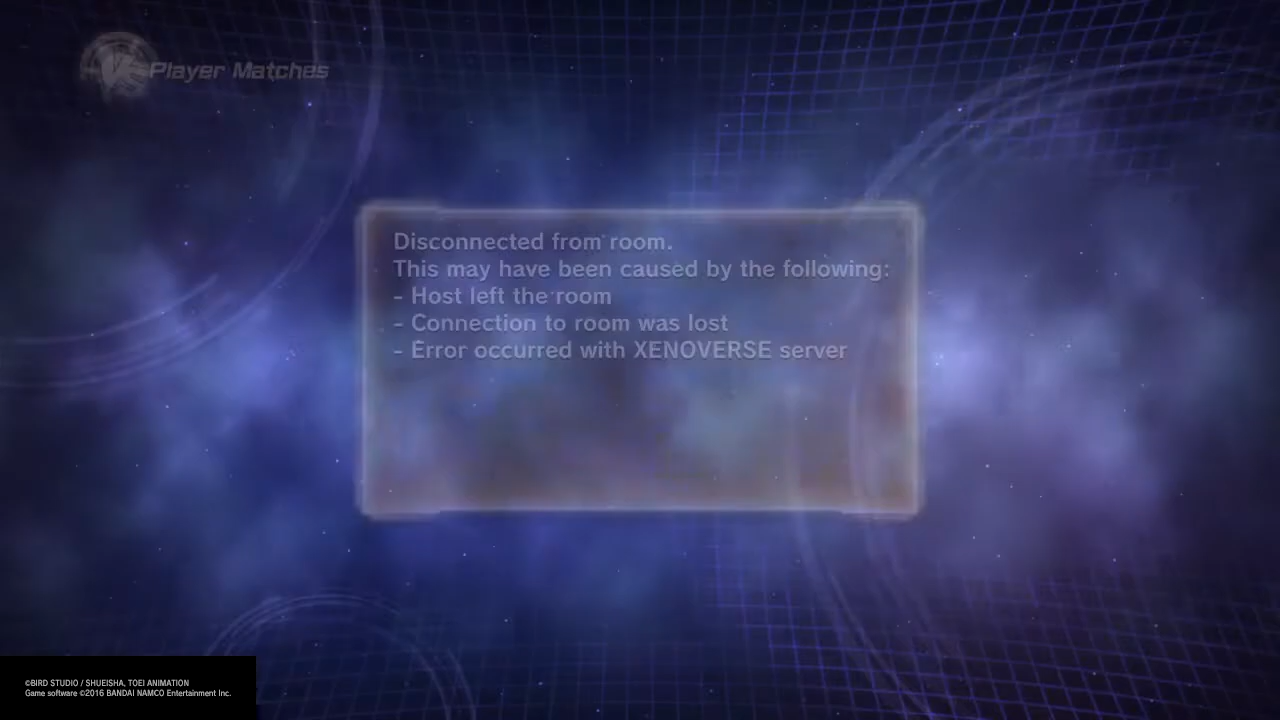 VS Player Matches
Disconnected from room.
This may have been caused by the following:
- Host left the room
- Connection to room was lost
- Error occurred with XENOVERSE server
©BIRD STUDIO / SHUEISHA, TOEI ANIMATION
Game software ©2016 BANDAI NAMCO Entertainment Inc.